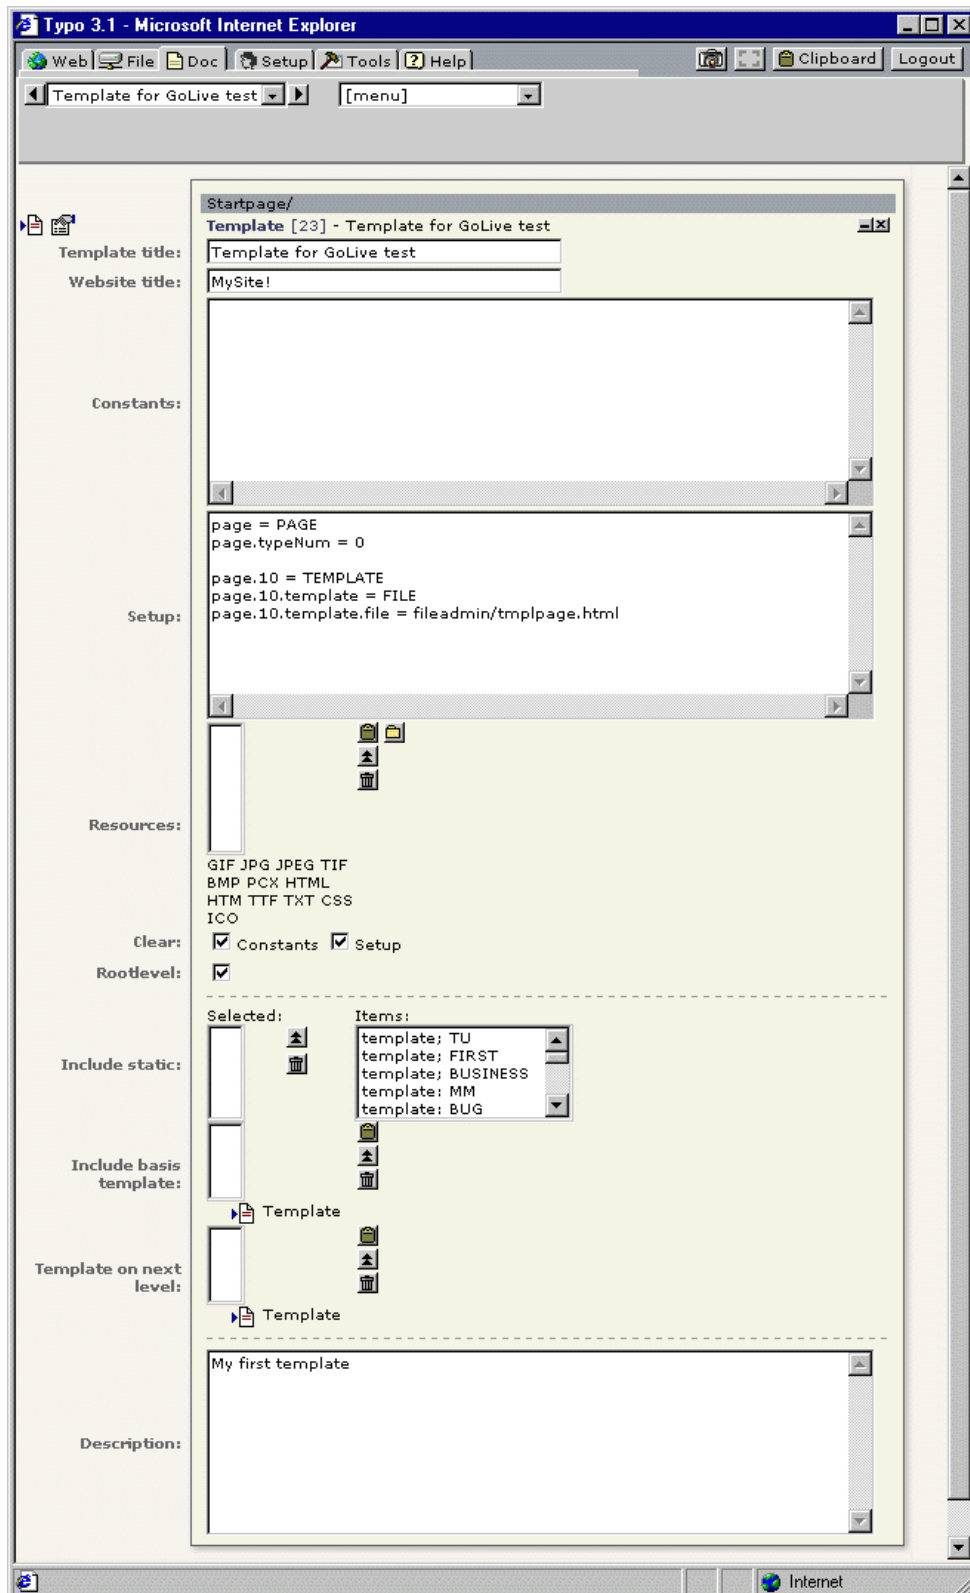 Typo 3.1 - Microsoft Internet Explorer
Web File Doc Setup Tools Help Clipboard Logout
Template for GoLive test [menu]
Startpage/
Template [23] - Template for GoLive test
Template title: Template for GoLive test
Website title: MySite!
Constants:
page = PAGE
page.typeNum = 0
page.10 = TEMPLATE
page.10.template = FILE
Setup: page.10.template.file = fileadmin/tmplpage.html
Resources:
GIF JPG JPEG TIF
BMP PCX HTML
HTM TTF TXT CSS
ICO
Clear: Constants Setup
Rootlevel:
Selected: Items:
template; TU
template; FIRST
Include static: template; BUSINESS
template: MM
template: BUG
Include basis
template:
Template
Template on next
level:
Template
My first template
Description:
Internet